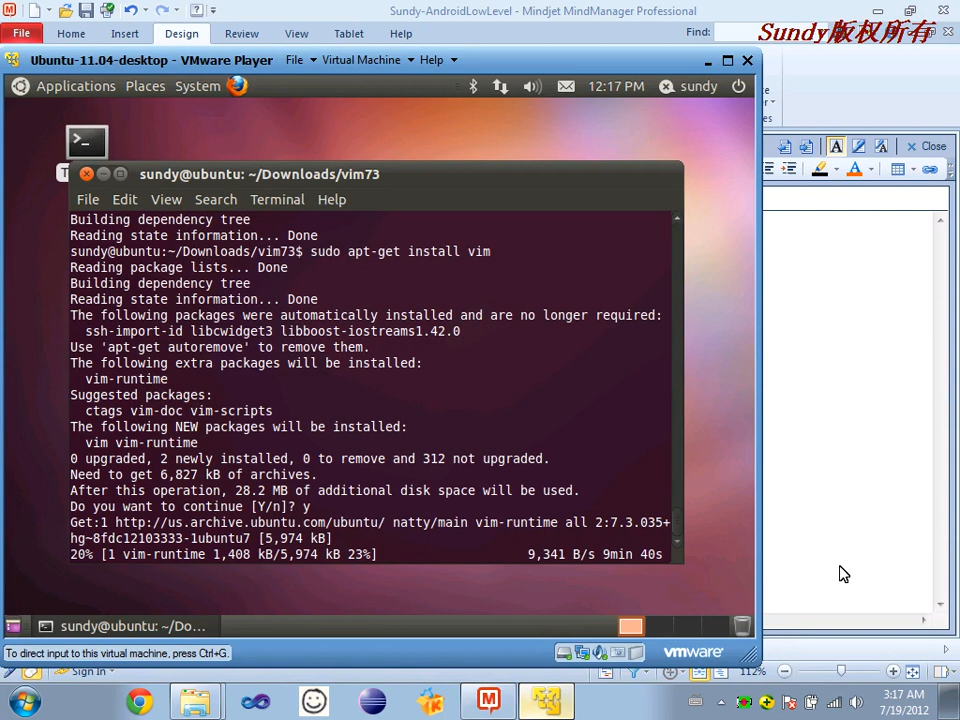 Sundy-AndroidLowLevel - Mindjet MindManager Professional
File Home Insert Design Review View Tablet Help Find:
Sundy版权所有
Ubuntu-11.04-desktop - VMware Player File Virtual Machine Help
Applications Places System 12:17 PM sundy
Close
sundy@ubuntu: ~/Downloads/vim73
File Edit View Search Terminal Help
Building dependency tree
Reading state information... Done
sundy@ubuntu:~/Downloads/vim73$ sudo apt-get install vim
Reading package lists... Done
Building dependency tree
Reading state information... Done
The following packages were automatically installed and are no longer required:
ssh-import-id libcwidget3 libboost-iostreams1.42.0
Use 'apt-get autoremove' to remove them.
The following extra packages will be installed:
vim-runtime
Suggested packages:
ctags vim-doc vim-scripts
The following NEW packages will be installed:
vim vim-runtime
0 upgraded, 2 newly installed, 0 to remove and 312 not upgraded.
Need to get 6,827 kB of archives.
After this operation, 28.2 MB of additional disk space will be used.
Do you want to continue [Y/n]? y
Get:1 http://us.archive.ubuntu.com/ubuntu/ natty/main vim-runtime all 2:7.3.035+
hg~8fdc12103333-1ubuntu7 [5,974 kB]
20% [1 vim-runtime 1,408 kB/5,974 kB 23%] 9,341 B/s 9min 40s
sundy@ubuntu: ~/Do...
To direct input to this virtual machine, press Ctrl+G.
vmware
Sign In 112%
3:17 AM
7/19/2012